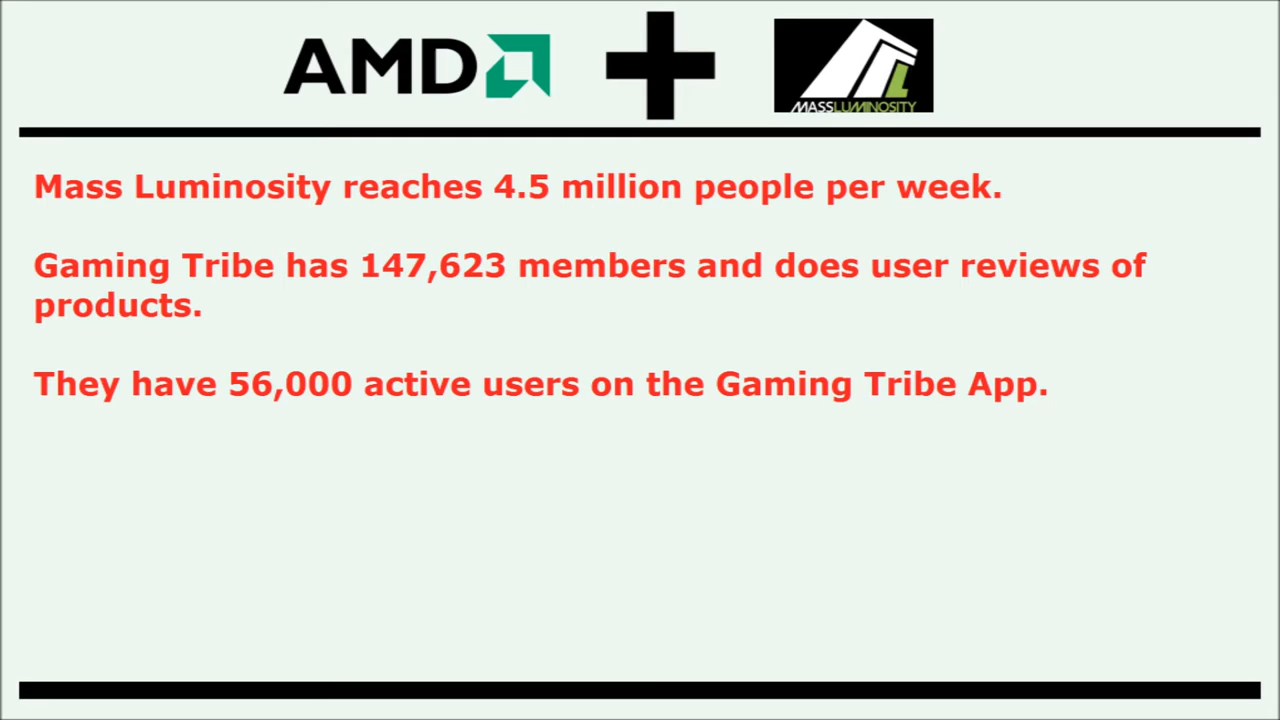 AMD
MASSLUMINOSITY
Mass Luminosity reaches 4.5 million people per week.
Gaming Tribe has 147,623 members and does user reviews of
products.
They have 56,000 active users on the Gaming Tribe App.